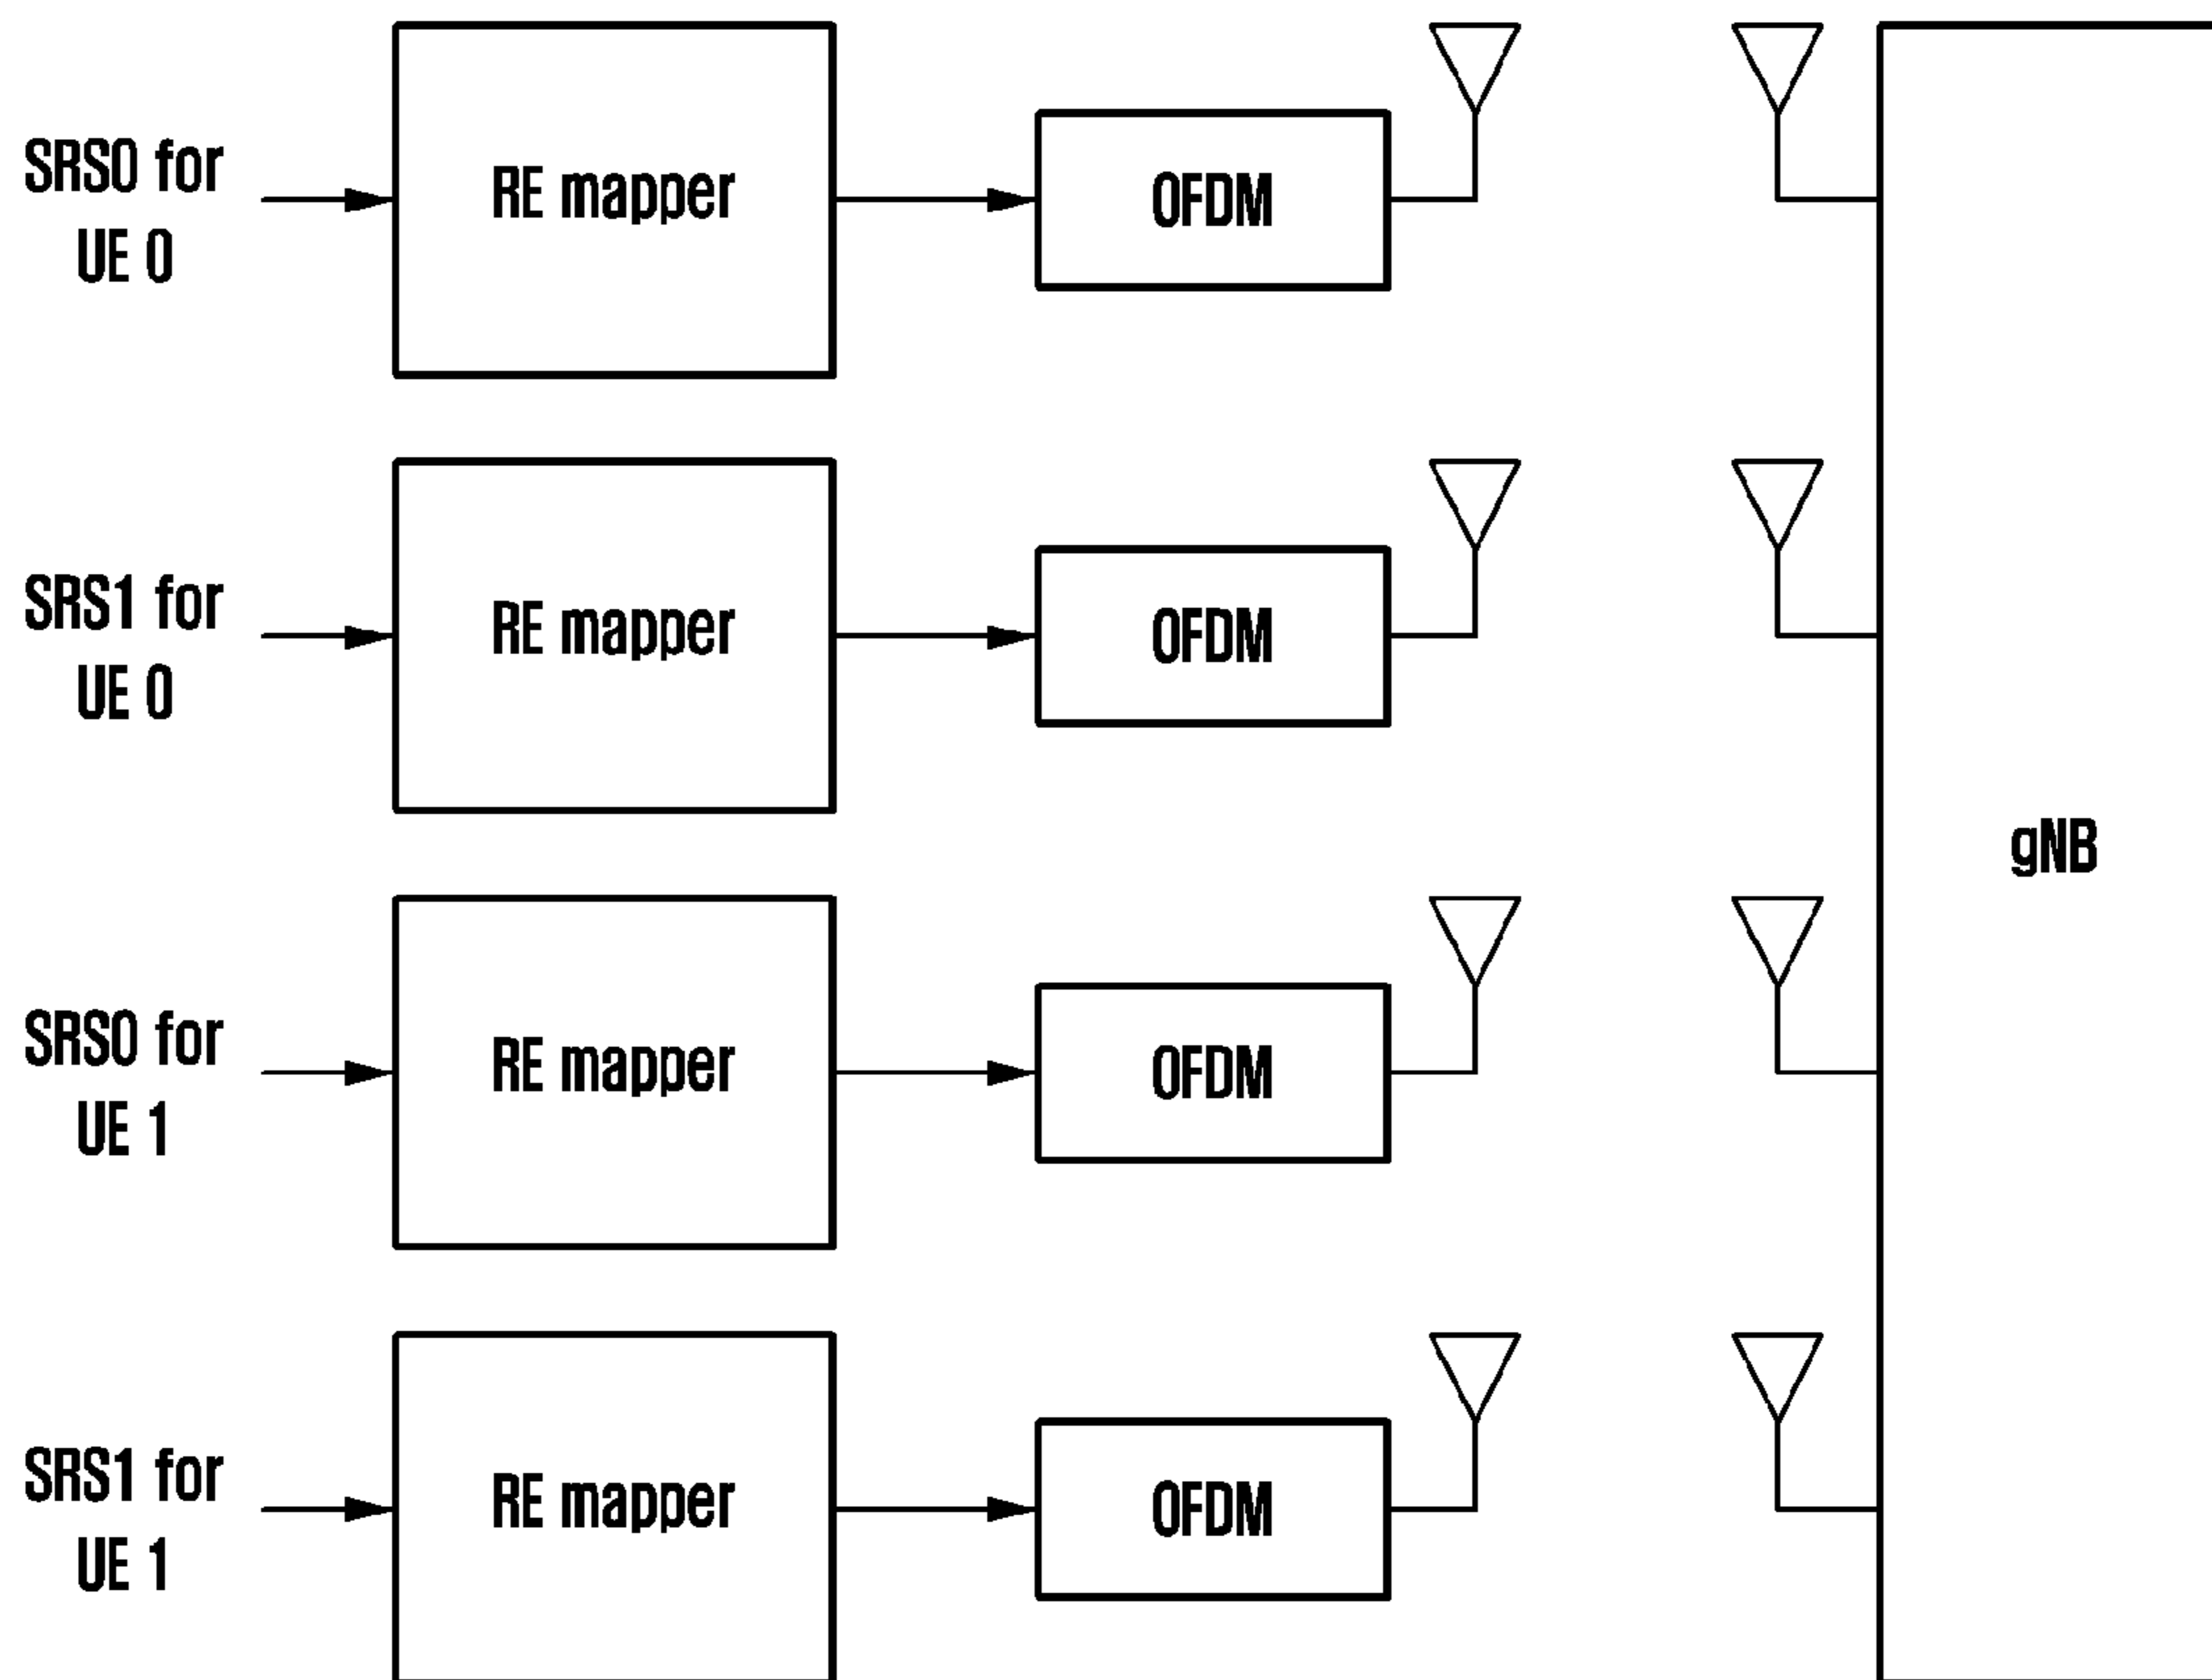 SRS0 for
UE 0
RE mapper
OFDM
SRS1 for
UE 0
RE mapper
OFDM
gNB
SRS0 for
UE 1
RE mapper
OFDM
SRS1 for
UE 1
RE mapper
OFDM